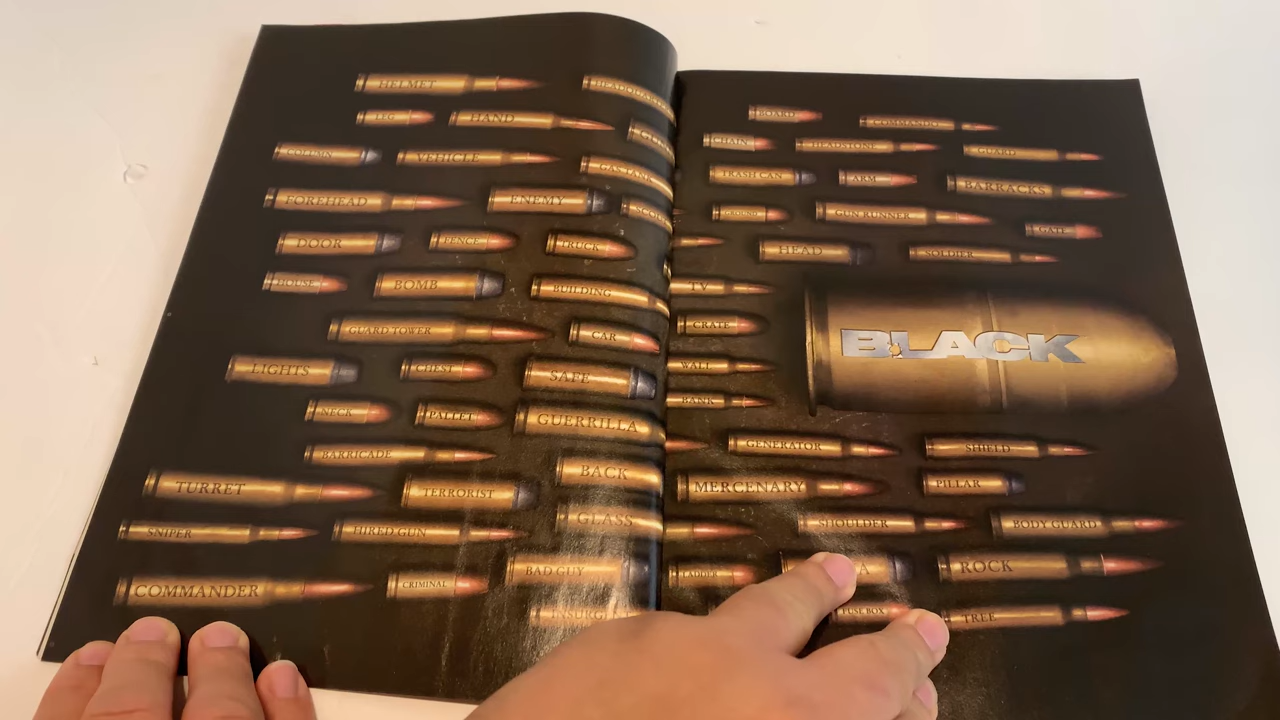 HELMET
LEG
HAND
COLUMN
VEHICLE
GAS TANK
FOREHEAD
ENEMY
DOOR
FENCE
TRUCK
HOUSE
BOMB
BUILDING
GUARD TOWER
CAR
LIGHTS
CHEST
SAFE
NECK
PALLET
GUERRILLA
BARRICADE
BACK
TURRET
TERRORIST
SNIPER
HIRED GUN
GLASS
COMMANDER
CRIMINAL
BAD GUY
BOARD
COMMANDO
CHAIN
HEADSTONE
GUARD
TRASH CAN
ARM
BARRACKS
GROUND
GUN RUNNER
GATE
HEAD
SOLDIER
TV
CRATE
BLACK
WALL
BANK
GENERATOR
SHIELD
MERCENARY
PILLAR
SHOULDER
BODY GUARD
LADDER
ROCK
FUSE BOX
TREE